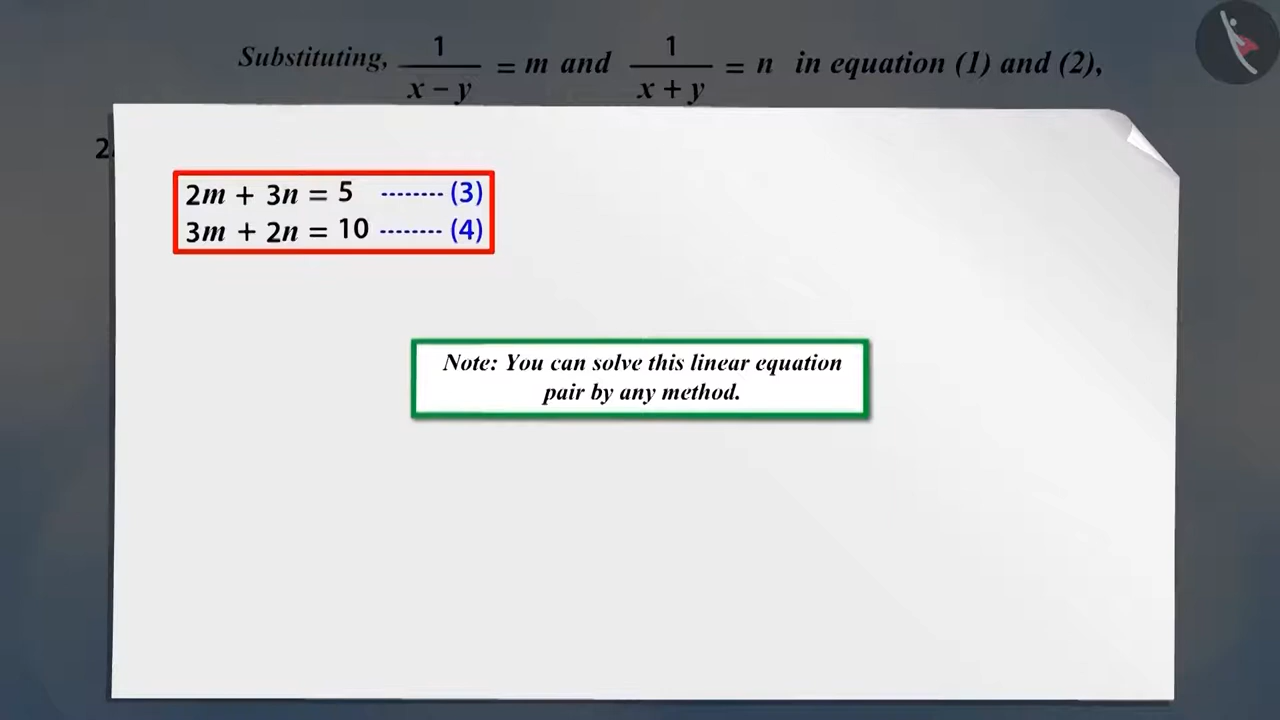 Substituting, 1/(x – y) = m and 1/(x + y) = n in equation (1) and (2),
2
2m + 3n = 5 -------- (3)
3m + 2n = 10 -------- (4)
Note: You can solve this linear equation
pair by any method.